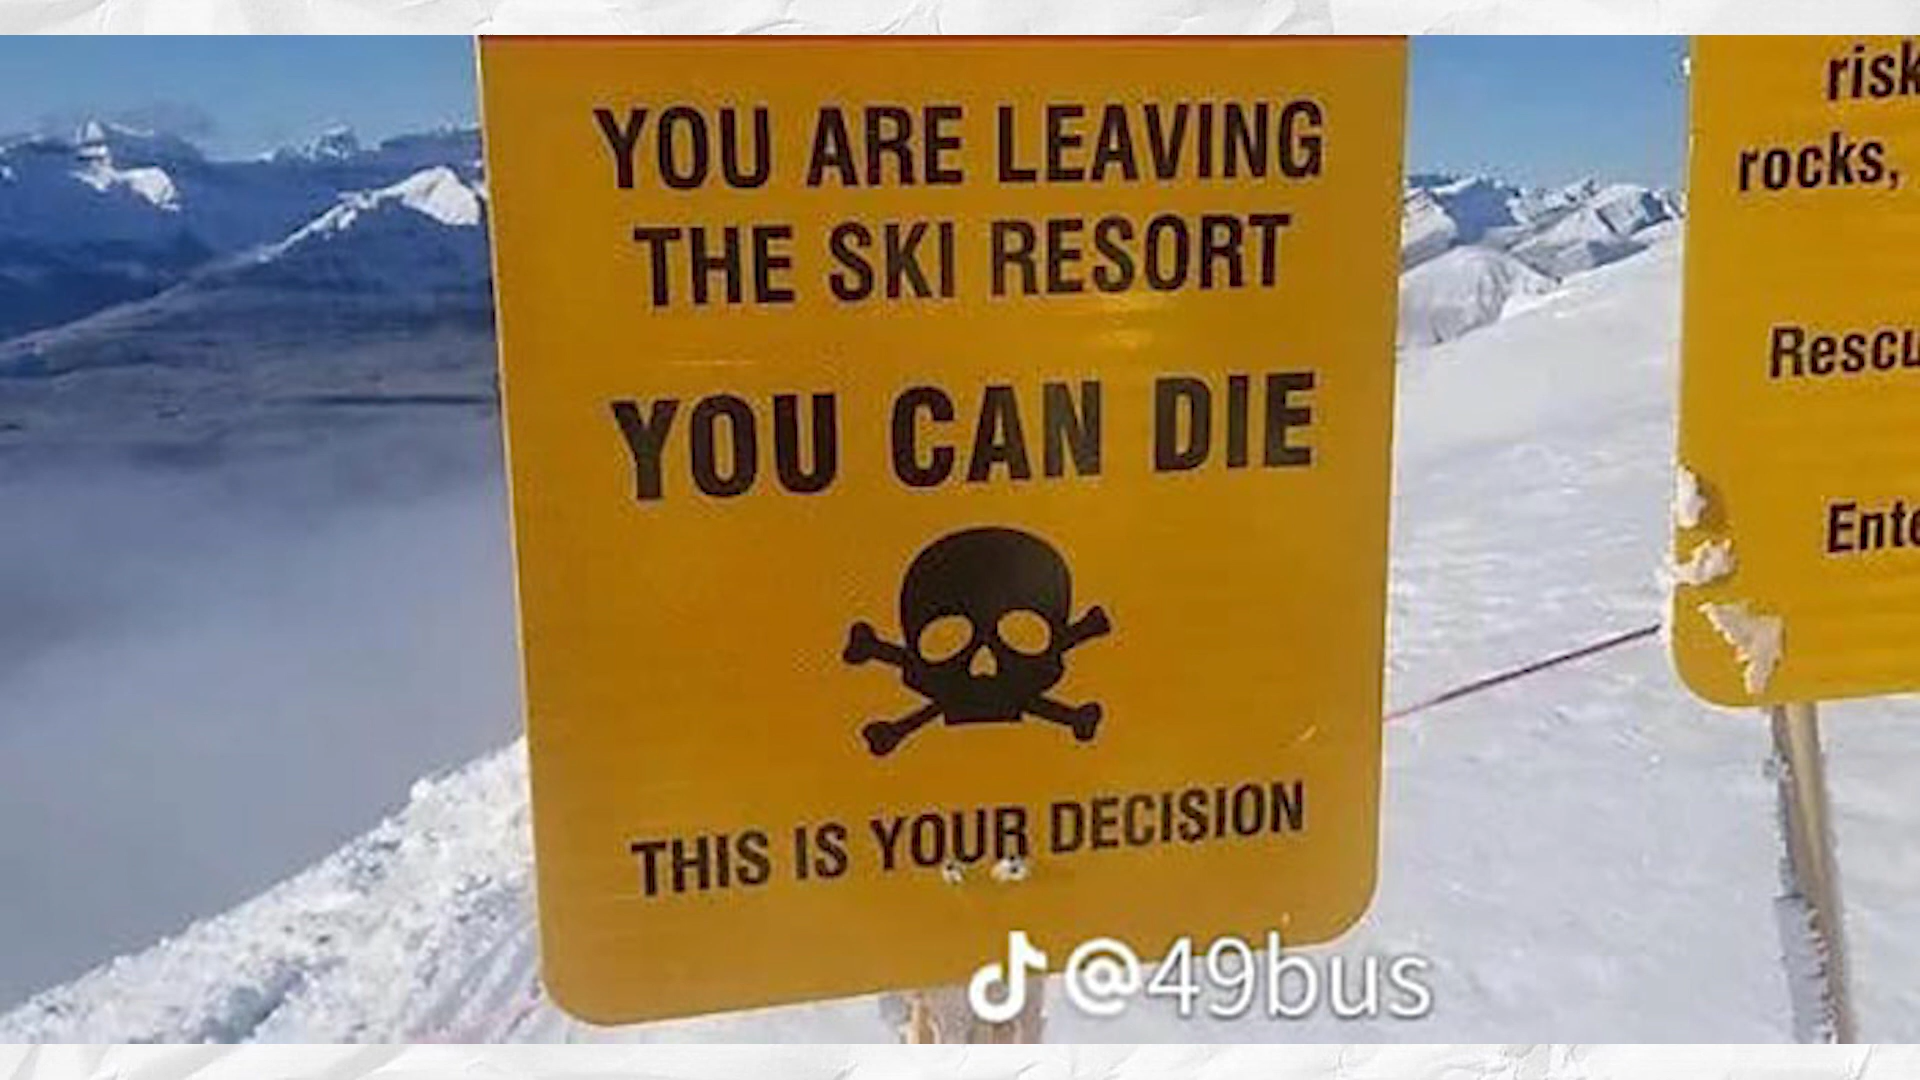 YOU ARE LEAVING
THE SKI RESORT
YOU CAN DIE
THIS IS YOUR DECISION
rocks,
@49bus